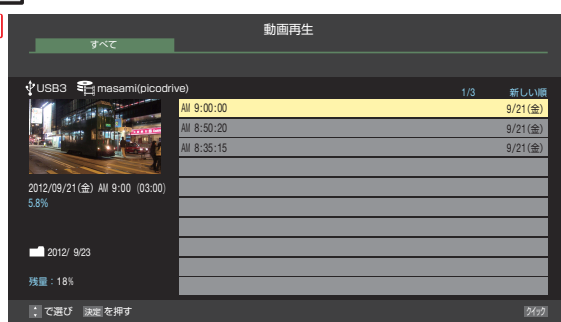 動画再生
すべて
USB3 masami(picodrive) 1/3 新しい順
AM 9:00:00 9/21(金)
AM 8:50:20 9/21(金)
AM 8:35:15 9/21(金)
2012/09/21(金) AM 9:00 (03:00)
5.8%
2012/ 9/23
残量：18%
で選び 決定 を押す クイック